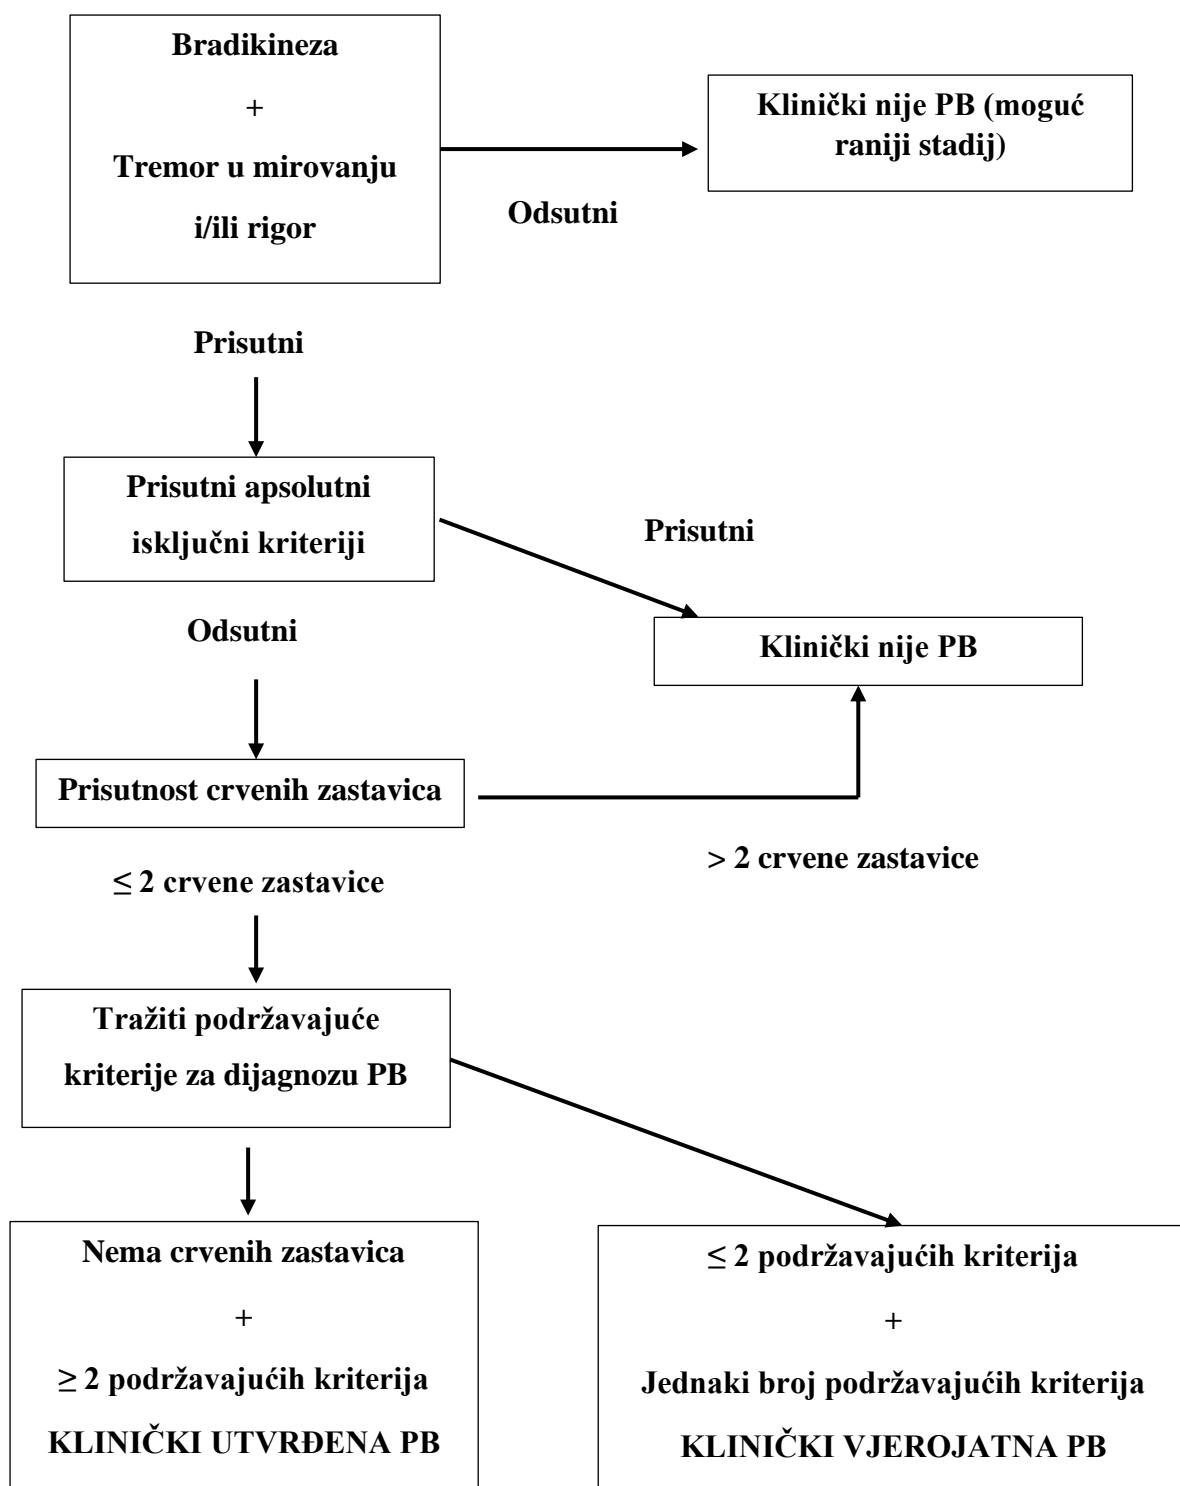 Bradikineza
+
Tremor u mirovanju
i/ili rigor
Klinički nije PB (moguć
raniji stadij)
Odsutni
Prisutni
Prisutni apsolutni
isključni kriteriji
Prisutni
Odsutni
Klinički nije PB
Prisutnost crvenih zastavica
> 2 crvene zastavice
≤ 2 crvene zastavice
Tražiti podržavajuće
kriterije za dijagnozu PB
Nema crvenih zastavica
+
≥ 2 podržavajućih kriterija
KLINIČKI UTVRĐENA PB
≤ 2 podržavajućih kriterija
+
Jednaki broj podržavajućih kriterija
KLINIČKI VJEROJATNA PB